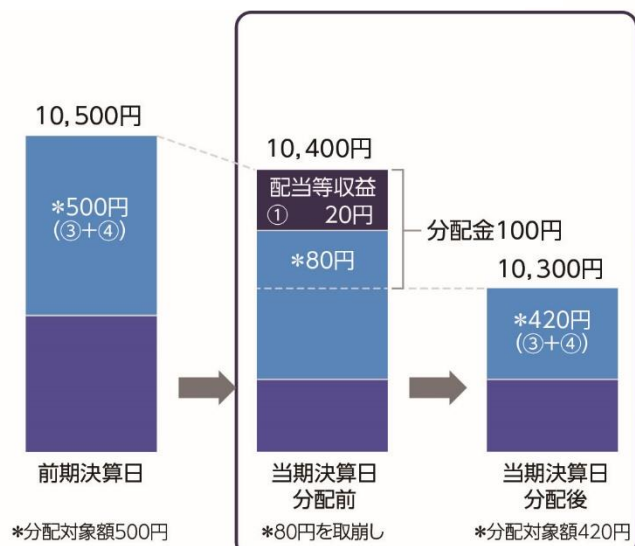 10,500円
*500円
(③+④)
前期決算日
*分配対象額500円
10,400円
配当等収益
① 20円
*80円
分配金100円
当期決算日
分配前
*80円を取崩し
10,300円
*420円
(③+④)
当期決算日
分配後
*分配対象額420円